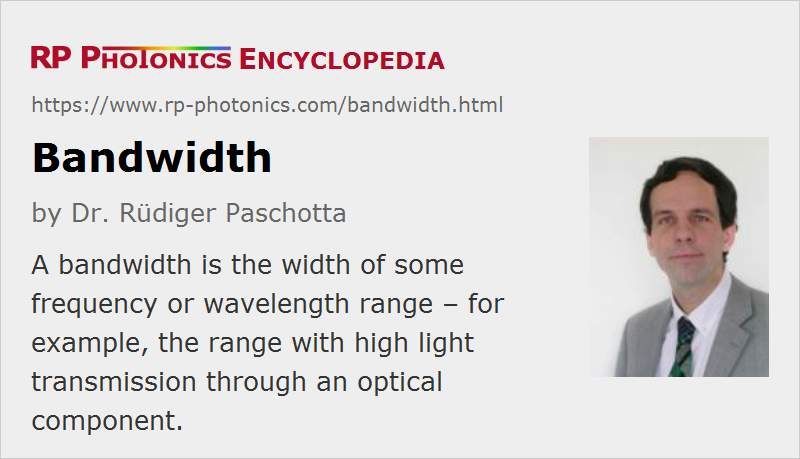 RP PHOTONICS ENCYCLOPEDIA
https://www.rp-photonics.com/bandwidth.html
Bandwidth
by Dr. Rüdiger Paschotta
A bandwidth is the width of some
frequency or wavelength range – for
example, the range with high light
transmission through an optical
component.